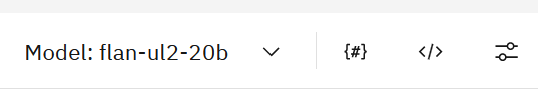 Model: flan-ul2-20b {#} </>